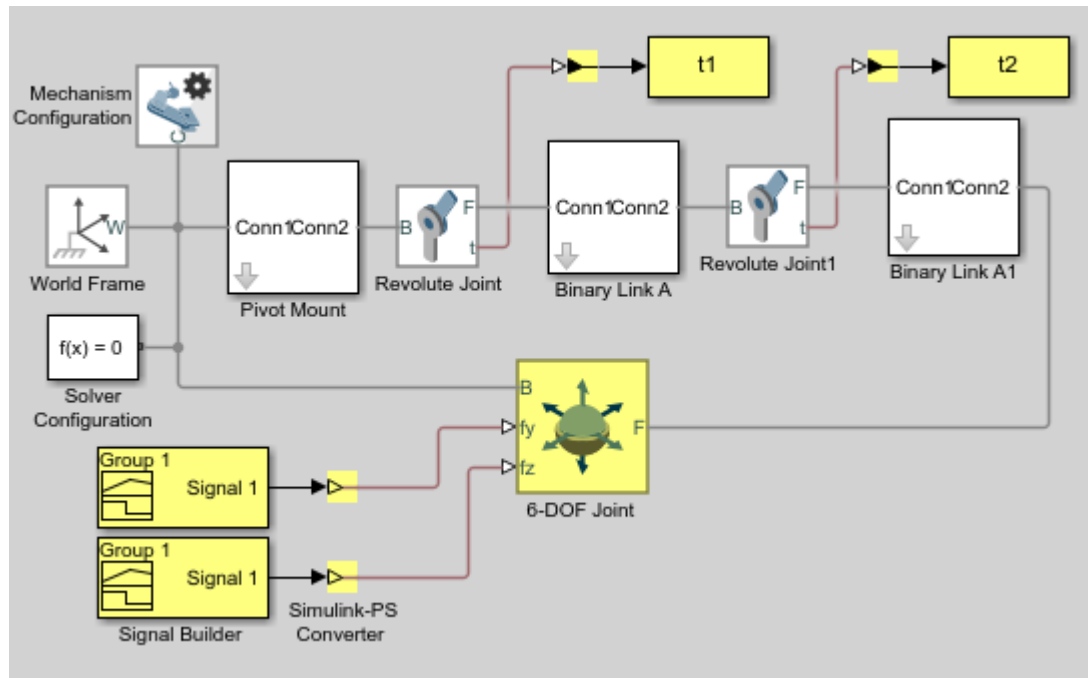 t1
t2
Mechanism
Configuration
C
W
World Frame
Conn1Conn2
Pivot Mount
B
F
t
Revolute Joint
Conn1Conn2
Binary Link A
B
F
t
Revolute Joint1
Conn1Conn2
Binary Link A1
f(x) = 0
Solver
Configuration
B
fy
fz
F
6-DOF Joint
Group 1
Signal 1
Group 1
Signal 1
Signal Builder
Simulink-PS
Converter